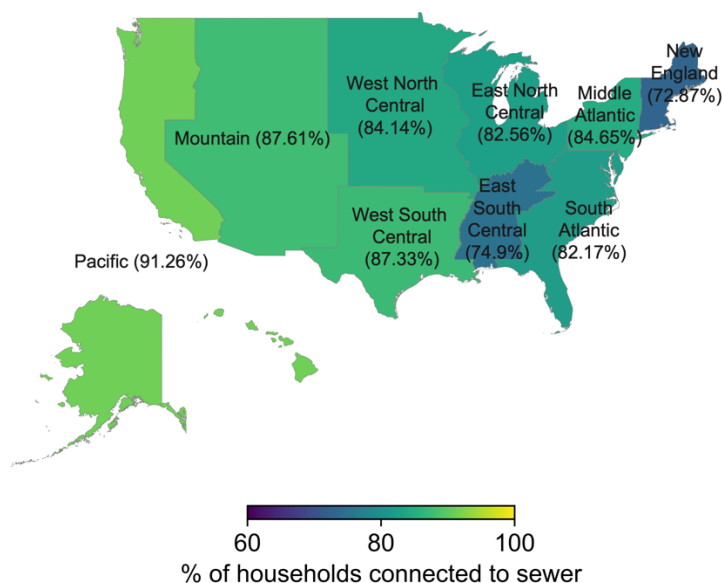 New
England
(72.87%)
West North
Central
(84.14%)
East North
Central
(82.56%)
Middle
Atlantic
(84.65%)
Mountain (87.61%)
East
South
Central
(74.9%)
West South
Central
(87.33%)
South
Atlantic
(82.17%)
Pacific (91.26%)
60 80 100
% of households connected to sewer